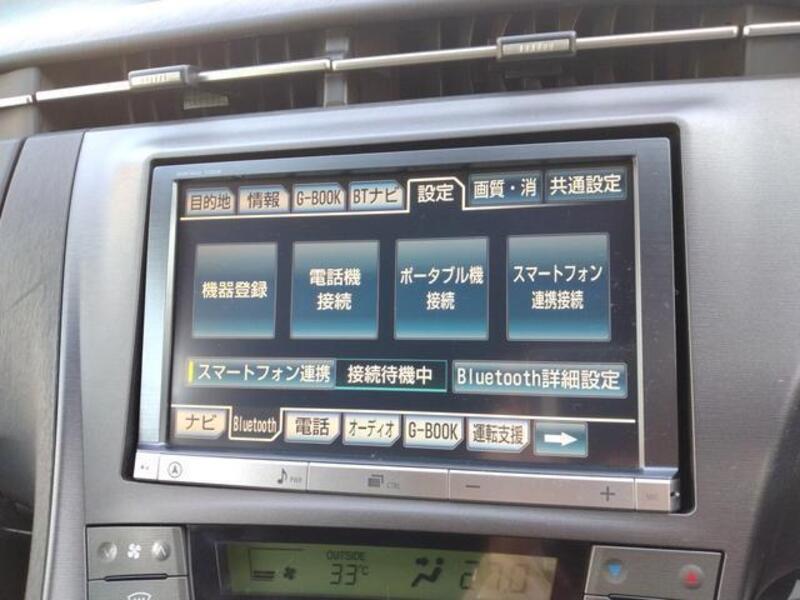 目的地 情報 G-BOOK BTナビ 設定 画質・消 共通設定
機器登録
電話機
接続
ポータブル機
接続
スマートフォン
連携接続
スマートフォン連携 接続待機中 Bluetooth詳細設定
ナビ Bluetooth 電話 オーディオ G-BOOK 運転支援
PWR CTRL − +
OUTSIDE
33℃ 27.0